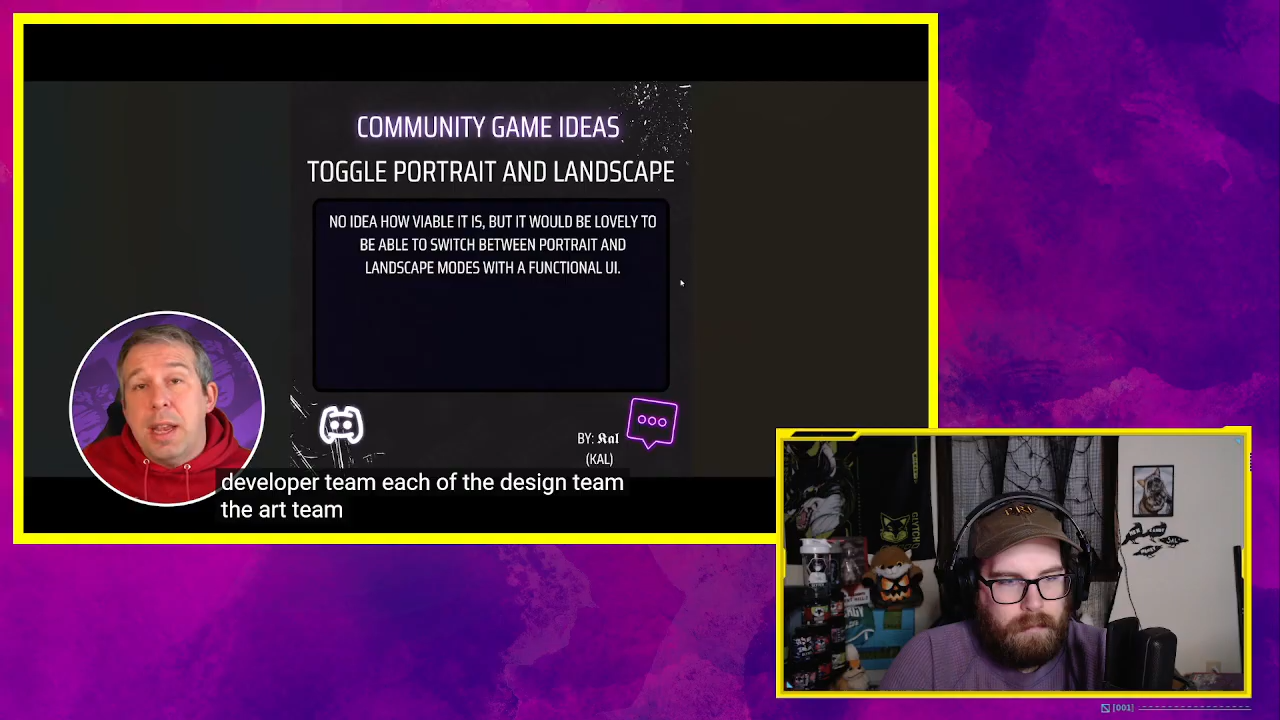 COMMUNITY GAME IDEAS
TOGGLE PORTRAIT AND LANDSCAPE
NO IDEA HOW VIABLE IT IS, BUT IT WOULD BE LOVELY TO
BE ABLE TO SWITCH BETWEEN PORTRAIT AND
LANDSCAPE MODES WITH A FUNCTIONAL UI.
BY: 𝕶𝖆𝖑
(KAL)
developer team each of the design team
the art team
[001]